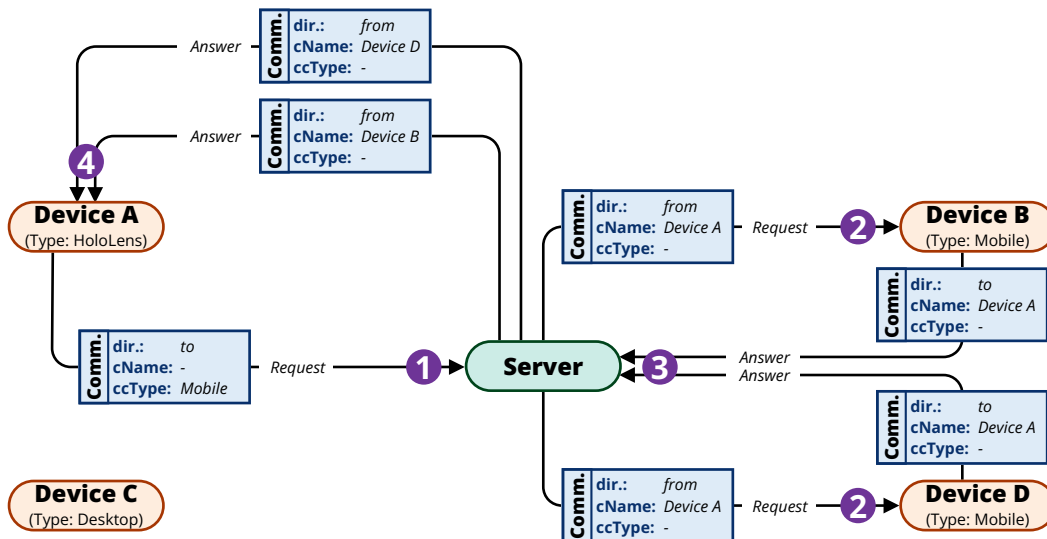 Comm.
dir.: from
cName: Device D
ccType: -
Answer
Comm.
dir.: from
cName: Device B
ccType: -
Answer
4
Device A
(Type: HoloLens)
Comm.
dir.: from
cName: Device A
ccType: -
Request
2
Device B
(Type: Mobile)
Comm.
dir.: to
cName: Device A
ccType: -
Comm.
dir.: to
cName: -
ccType: Mobile
Request
1
Server
3
Answer
Answer
Comm.
dir.: to
cName: Device A
ccType: -
Device C
(Type: Desktop)
Comm.
dir.: from
cName: Device A
ccType: -
Request
2
Device D
(Type: Mobile)